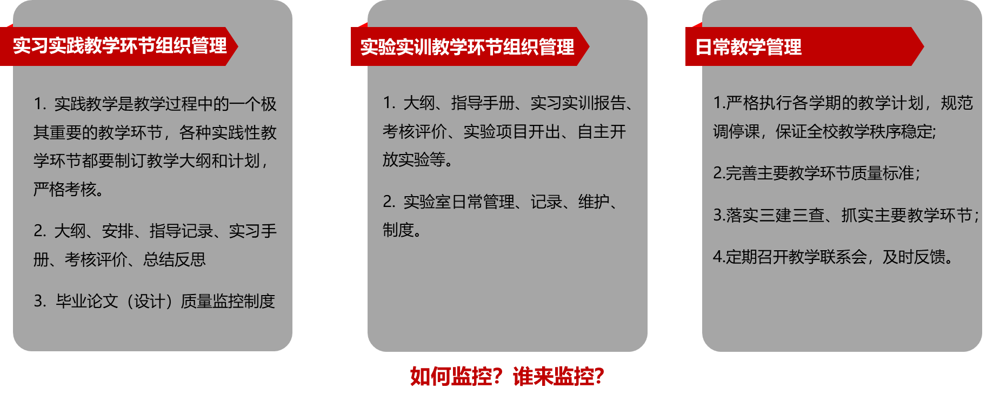 实习实践教学环节组织管理
1. 实践教学是教学过程中的一个极
其重要的教学环节，各种实践性教
学环节都要制订教学大纲和计划，
严格考核。
2. 大纲、安排、指导记录、实习手
册、考核评价、总结反思
3. 毕业论文（设计）质量监控制度
实验实训教学环节组织管理
1. 大纲、指导手册、实习实训报告、
考核评价、实验项目开出、自主开
放实验等。
2. 实验室日常管理、记录、维护、
制度。
日常教学管理
1.严格执行各学期的教学计划，规范
调停课，保证全校教学秩序稳定;
2.完善主要教学环节质量标准；
3.落实三建三查、抓实主要教学环节；
4.定期召开教学联系会，及时反馈。
如何监控？谁来监控？